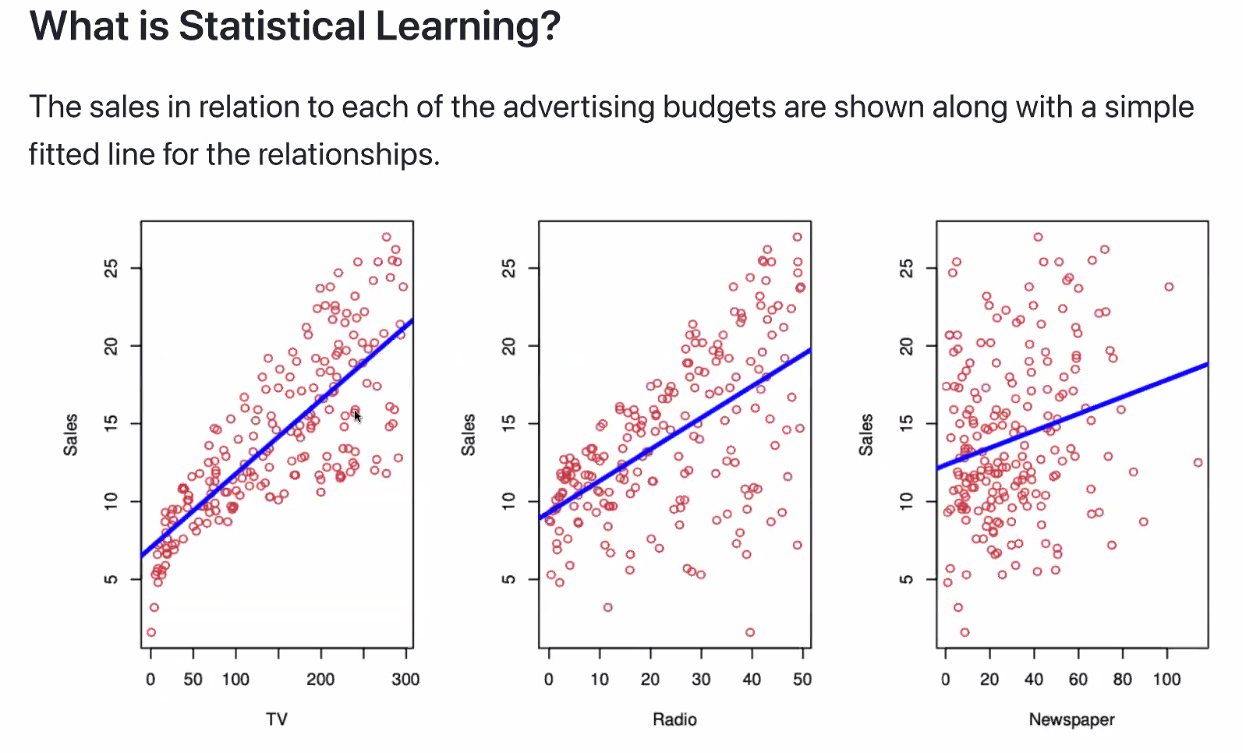 What is Statistical Learning?
The sales in relation to each of the advertising budgets are shown along with a simple
fitted line for the relationships.
Sales
5 10 15 20 25
0 50 100 200 300
TV
Sales
5 10 15 20 25
0 10 20 30 40 50
Radio
Sales
5 10 15 20 25
0 20 40 60 80 100
Newspaper